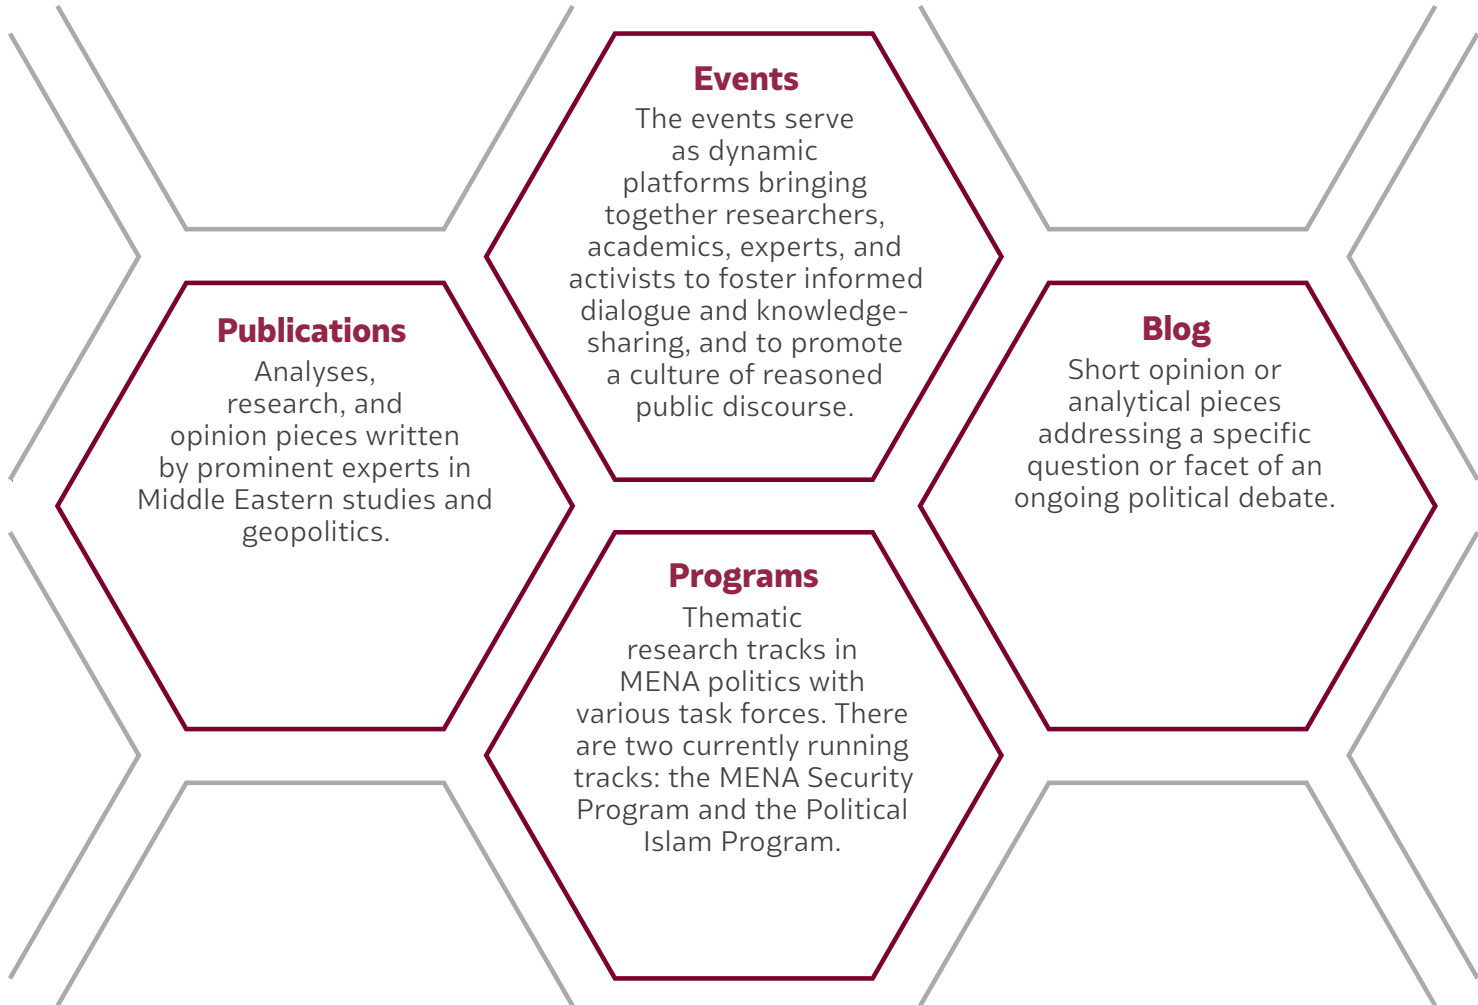 Events
The events serve
as dynamic
platforms bringing
together researchers,
academics, experts, and
activists to foster informed
dialogue and knowledge-
sharing, and to promote
a culture of reasoned
public discourse.
Publications
Analyses,
research, and
opinion pieces written
by prominent experts in
Middle Eastern studies and
geopolitics.
Blog
Short opinion or
analytical pieces
addressing a specific
question or facet of an
ongoing political debate.
Programs
Thematic
research tracks in
MENA politics with
various task forces. There
are two currently running
tracks: the MENA Security
Program and the Political
Islam Program.